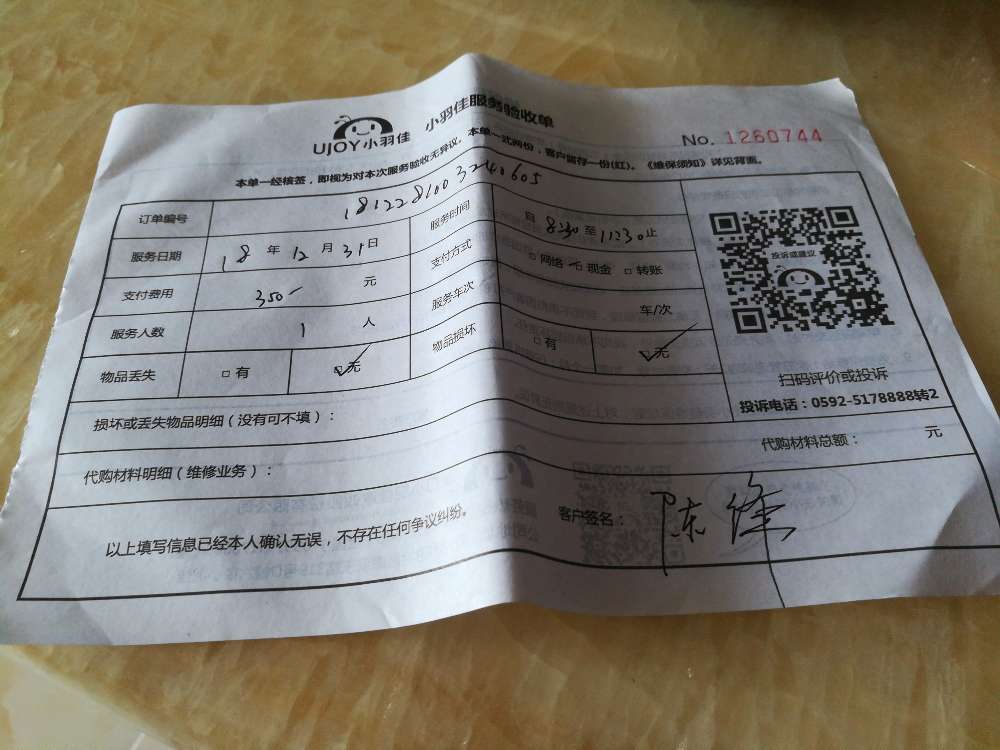 UJOY小羽佳 小羽佳服务验收单
No. 1260744
本单一经核签，即视为对本次服务验收无异议。本单一式两份，客户留存一份(红)。《维保须知》详见背面。
订单编号 1812281003240605
服务日期 18 年 12 月 31 日 服务时间 自 8:30 至 11:30 止
支付费用 350 元 支付方式 □网络 ☑现金 □转账
服务人数 1 人 服务车次 车/次
物品丢失 □有 ☑无 物品损坏 □有 ☑无
投诉或建议
扫码评价或投诉
投诉电话：0592-5178888转2
损坏或丢失物品明细（没有可不填）：
代购材料明细（维修业务）： 代购材料总额： 元
以上填写信息已经本人确认无误，不存在任何争议纠纷。 客户签名： 陈锋